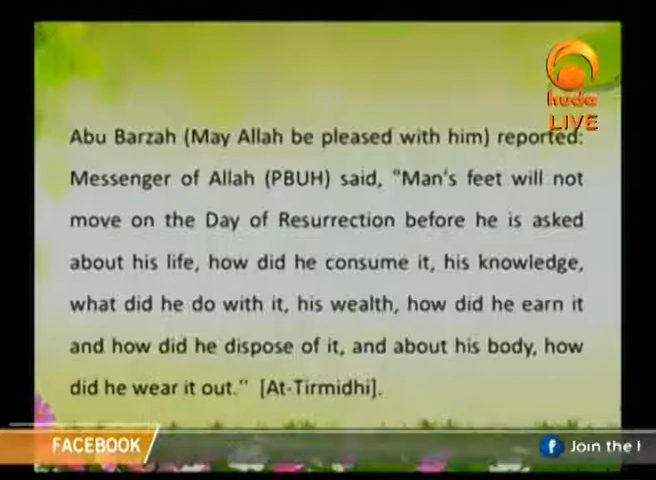 huda
LIVE
Abu Barzah (May Allah be pleased with him) reported:
Messenger of Allah (PBUH) said, "Man's feet will not
move on the Day of Resurrection before he is asked
about his life, how did he consume it, his knowledge,
what did he do with it, his wealth, how did he earn it
and how did he dispose of it, and about his body, how
did he wear it out." [At-Tirmidhi].
FACEBOOK
f Join the